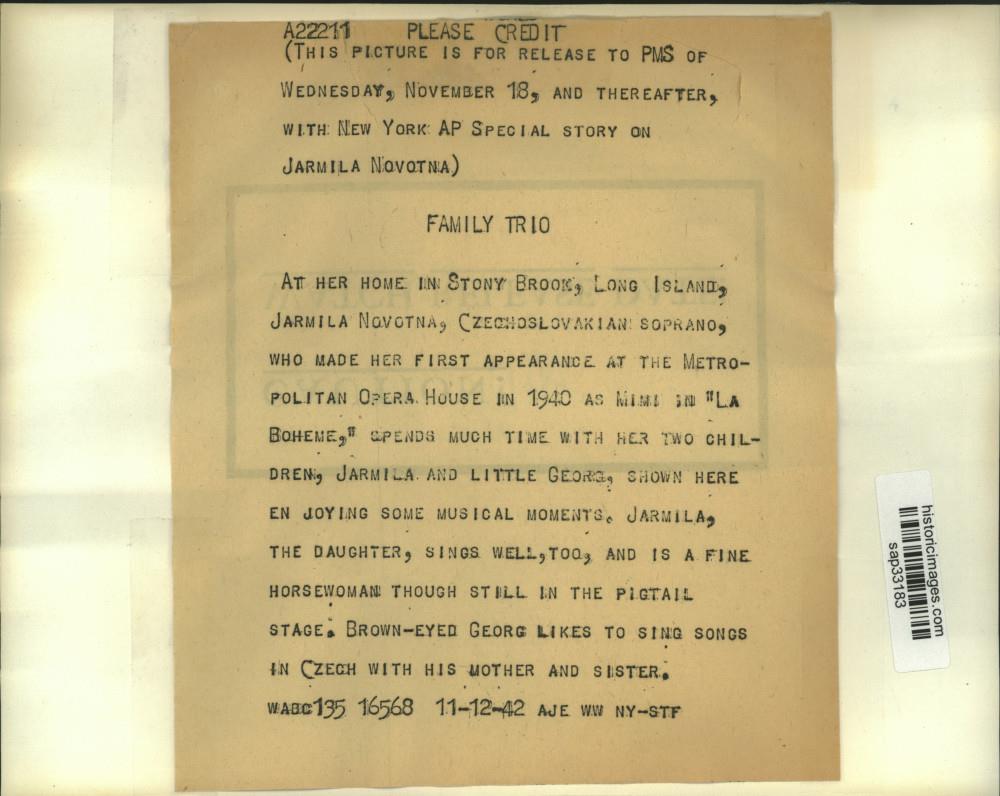 A22211 PLEASE CREDIT
(THIS PICTURE IS FOR RELEASE TO PMS OF
WEDNESDAY, NOVEMBER 18, AND THEREAFTER,
WITH NEW YORK AP SPECIAL STORY ON
JARMILA NOVOTNA)
FAMILY TRIO
AT HER HOME IN STONY BROOK, LONG ISLAND,
JARMILA NOVOTNA, CZECHOSLOVAKIAN SOPRANO,
WHO MADE HER FIRST APPEARANCE AT THE METRO-
POLITAN OPERA HOUSE IN 1940 AS MIMI IN "LA
BOHEME," SPENDS MUCH TIME WITH HER TWO CHIL-
DREN, JARMILA AND LITTLE GEORG, SHOWN HERE
EN JOYING SOME MUSICAL MOMENTS. JARMILA,
THE DAUGHTER, SINGS WELL,TOO, AND IS A FINE
HORSEWOMAN THOUGH STILL IN THE PIGTAIL
STAGE. BROWN-EYED GEORG LIKES TO SING SONGS
IN CZECH WITH HIS MOTHER AND SISTER.
WABC135 16568 11-12-42 AJE WW NY-STF
historicimages.com
sap33183